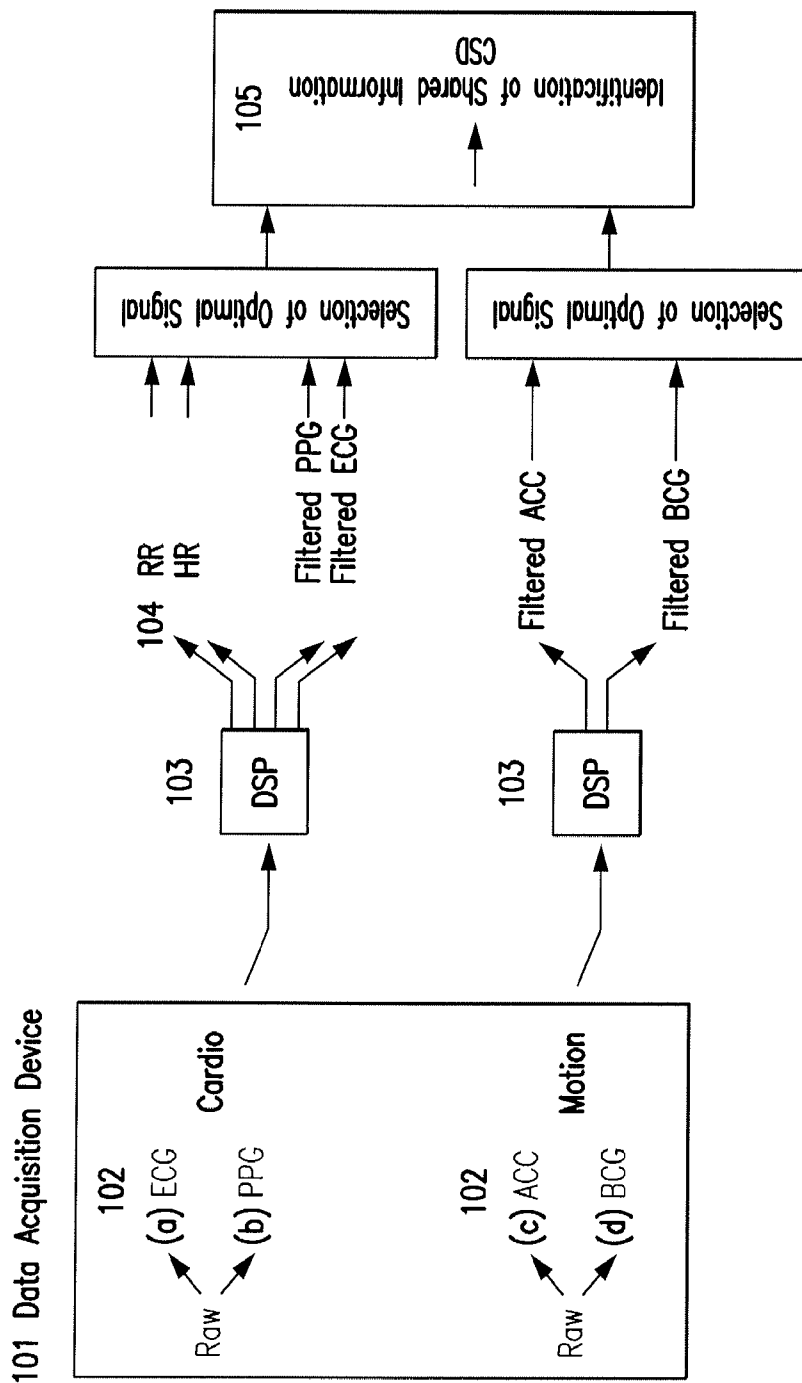 101 Data Acquisition Device
102
Raw
(a) ECG
(b) PPG
Cardio
102
Raw
(c) ACC
(d) BCG
Motion
103
DSP
103
DSP
104 RR
HR
Filtered PPG
Filtered ECG
Filtered ACC
Filtered BCG
Selection of Optimal Signal
Selection of Optimal Signal
105
Identification of Shared Information
CSD